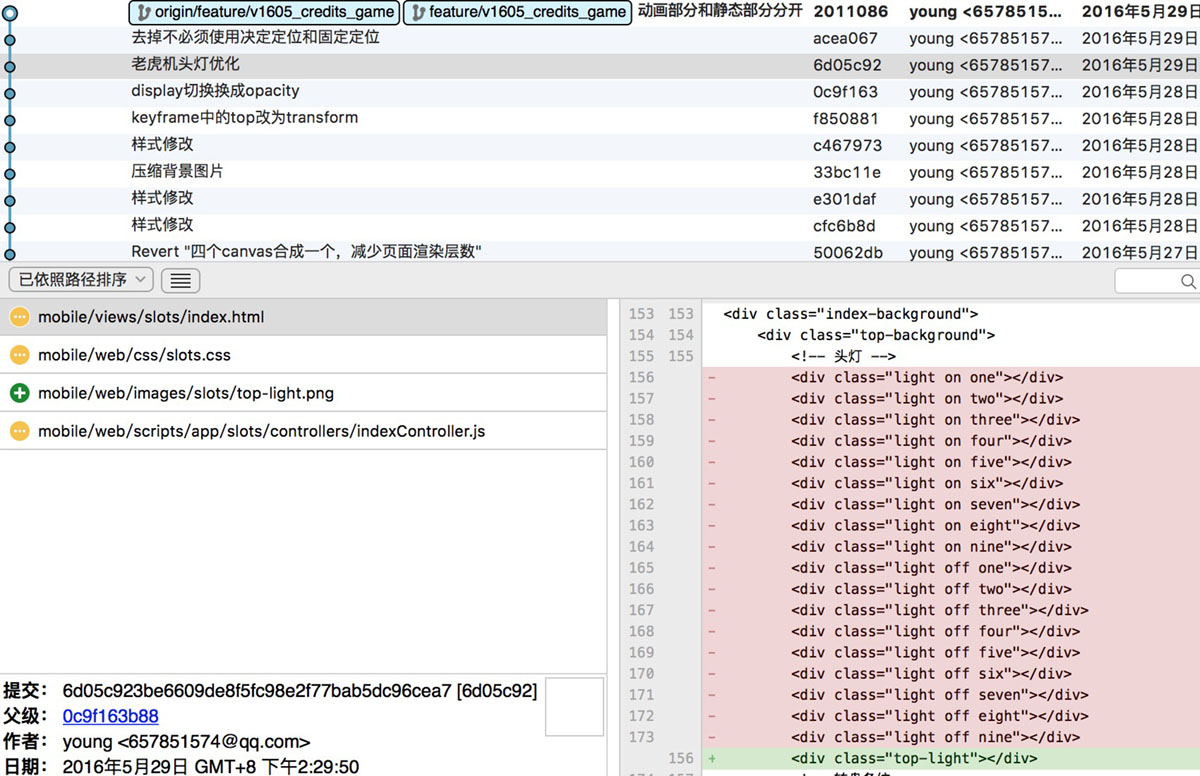 origin/feature/v1605_credits_game feature/v1605_credits_game 动画部分和静态部分分开 2011086 young <6578515... 2016年5月29日
去掉不必须使用决定定位和固定定位 acea067 young <65785157... 2016年5月29日
老虎机头灯优化 6d05c92 young <65785157... 2016年5月29日
display切换换成opacity 0c9f163 young <65785157... 2016年5月28日
keyframe中的top改为transform f850881 young <65785157... 2016年5月28日
样式修改 c467973 young <65785157... 2016年5月28日
压缩背景图片 33bc11e young <65785157... 2016年5月28日
样式修改 e301daf young <65785157... 2016年5月28日
样式修改 cfc6b8d young <65785157... 2016年5月28日
Revert "四个canvas合成一个，减少页面渲染层数" 50062db young <65785157... 2016年5月27日
已依照路径排序
mobile/views/slots/index.html
mobile/web/css/slots.css
mobile/web/images/slots/top-light.png
mobile/web/scripts/app/slots/controllers/indexController.js
提交： 6d05c923be6609de8f5fc98e2f77bab5dc96cea7 [6d05c92]
父级： 0c9f163b88
作者： young <657851574@qq.com>
日期： 2016年5月29日 GMT+8 下午2:29:50
153 153 <div class="index-background">
154 154 <div class="top-background">
155 155 <!-- 头灯 -->
156 - <div class="light on one"></div>
157 - <div class="light on two"></div>
158 - <div class="light on three"></div>
159 - <div class="light on four"></div>
160 - <div class="light on five"></div>
161 - <div class="light on six"></div>
162 - <div class="light on seven"></div>
163 - <div class="light on eight"></div>
164 - <div class="light on nine"></div>
165 - <div class="light off one"></div>
166 - <div class="light off two"></div>
167 - <div class="light off three"></div>
168 - <div class="light off four"></div>
169 - <div class="light off five"></div>
170 - <div class="light off six"></div>
171 - <div class="light off seven"></div>
172 - <div class="light off eight"></div>
173 - <div class="light off nine"></div>
156 + <div class="top-light"></div>